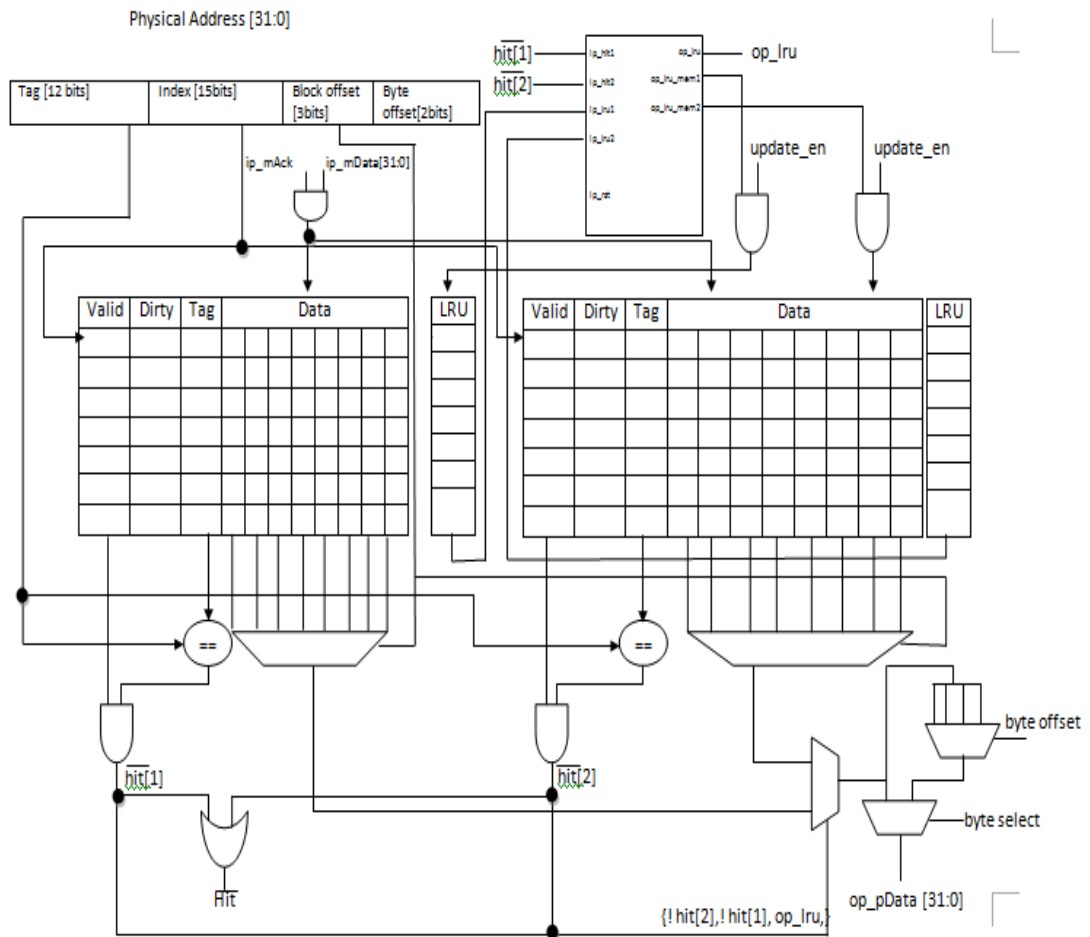 Physical Address [31:0]
Tag [12 bits]
Index [15bits]
Block offset [3bits]
Byte offset[2bits]
hit[1]
hit[2]
ip_hit1
ip_hit2
ip_lru1
ip_lru2
ip_rst
op_lru
op_lru_mem1
op_lru_mem2
op_lru
update_en
update_en
ip_mAck
ip_mData[31:0]
Valid
Dirty
Tag
Data
LRU
Valid
Dirty
Tag
Data
LRU
==
==
hit[1]
hit[2]
Hit
byte offset
byte select
op_pData [31:0]
{! hit[2],! hit[1], op_lru,}